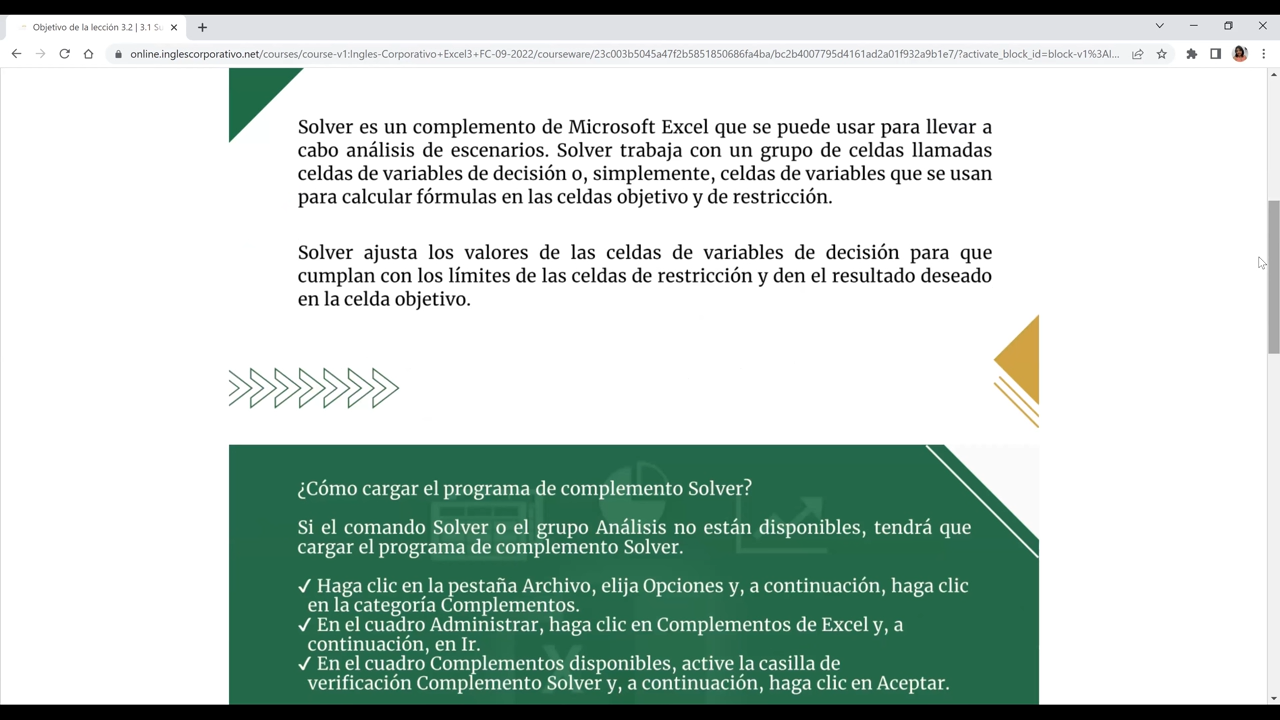 Objetivo de la lección 3.2 | 3.1 Su
online.inglescorporativo.net/courses/course-v1:Ingles-Corporativo+Excel3+FC-09-2022/courseware/23c003b5045a47f2b5851850686fa4ba/bc2b4007795d4161ad2a01f932a9b1e7/?activate_block_id=block-v1%3AI...
Solver es un complemento de Microsoft Excel que se puede usar para llevar a
cabo análisis de escenarios. Solver trabaja con un grupo de celdas llamadas
celdas de variables de decisión o, simplemente, celdas de variables que se usan
para calcular fórmulas en las celdas objetivo y de restricción.
Solver ajusta los valores de las celdas de variables de decisión para que
cumplan con los límites de las celdas de restricción y den el resultado deseado
en la celda objetivo.
¿Cómo cargar el programa de complemento Solver?
Si el comando Solver o el grupo Análisis no están disponibles, tendrá que
cargar el programa de complemento Solver.
✓ Haga clic en la pestaña Archivo, elija Opciones y, a continuación, haga clic
en la categoría Complementos.
✓ En el cuadro Administrar, haga clic en Complementos de Excel y, a
continuación, en Ir.
✓ En el cuadro Complementos disponibles, active la casilla de
verificación Complemento Solver y, a continuación, haga clic en Aceptar.